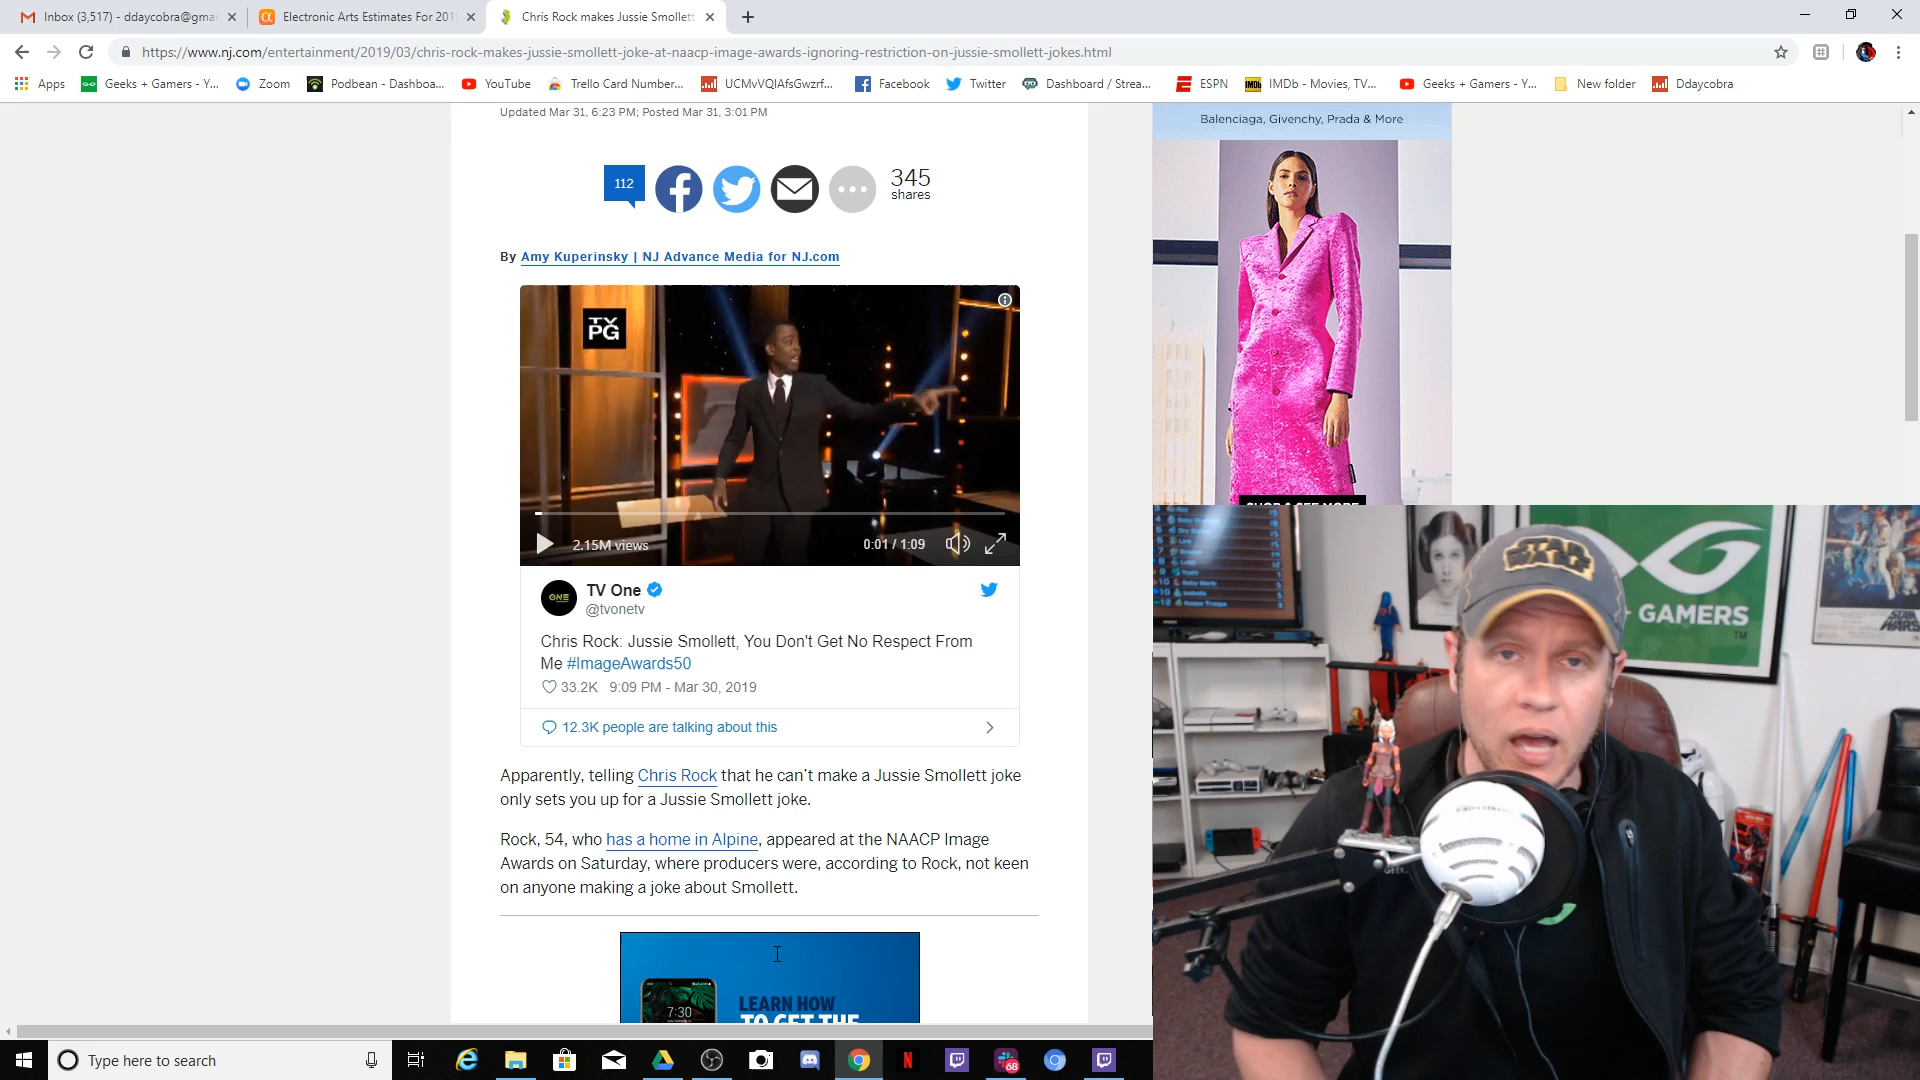 Inbox (3,517) - ddaycobra@gmai
Electronic Arts Estimates For 201
Chris Rock makes Jussie Smollett
https://www.nj.com/entertainment/2019/03/chris-rock-makes-jussie-smollett-joke-at-naacp-image-awards-ignoring-restriction-on-jussie-smollett-jokes.html
Apps
Geeks + Gamers - Y...
Zoom
Podbean - Dashboa...
YouTube
Trello Card Number...
UCMvVQIAfsGwzrf...
Facebook
Twitter
Dashboard / Strea...
ESPN
IMDb - Movies, TV...
Geeks + Gamers - Y...
New folder
Ddaycobra
Updated Mar 31, 6:23 PM; Posted Mar 31, 3:01 PM
Balenciaga, Givenchy, Prada & More
112
345
shares
By Amy Kuperinsky | NJ Advance Media for NJ.com
TV
PG
2.15M views
0:01 / 1:09
TV One
@tvonetv
Chris Rock: Jussie Smollett, You Don't Get No Respect From
Me #ImageAwards50
33.2K 9:09 PM - Mar 30, 2019
12.3K people are talking about this
Apparently, telling Chris Rock that he can't make a Jussie Smollett joke
only sets you up for a Jussie Smollett joke.
Rock, 54, who has a home in Alpine, appeared at the NAACP Image
Awards on Saturday, where producers were, according to Rock, not keen
on anyone making a joke about Smollett.
7:30
LEARN HOW
TO GET THE
STAR WARS
+ GAMERS
TM
STAR
WARS
Type here to search
68